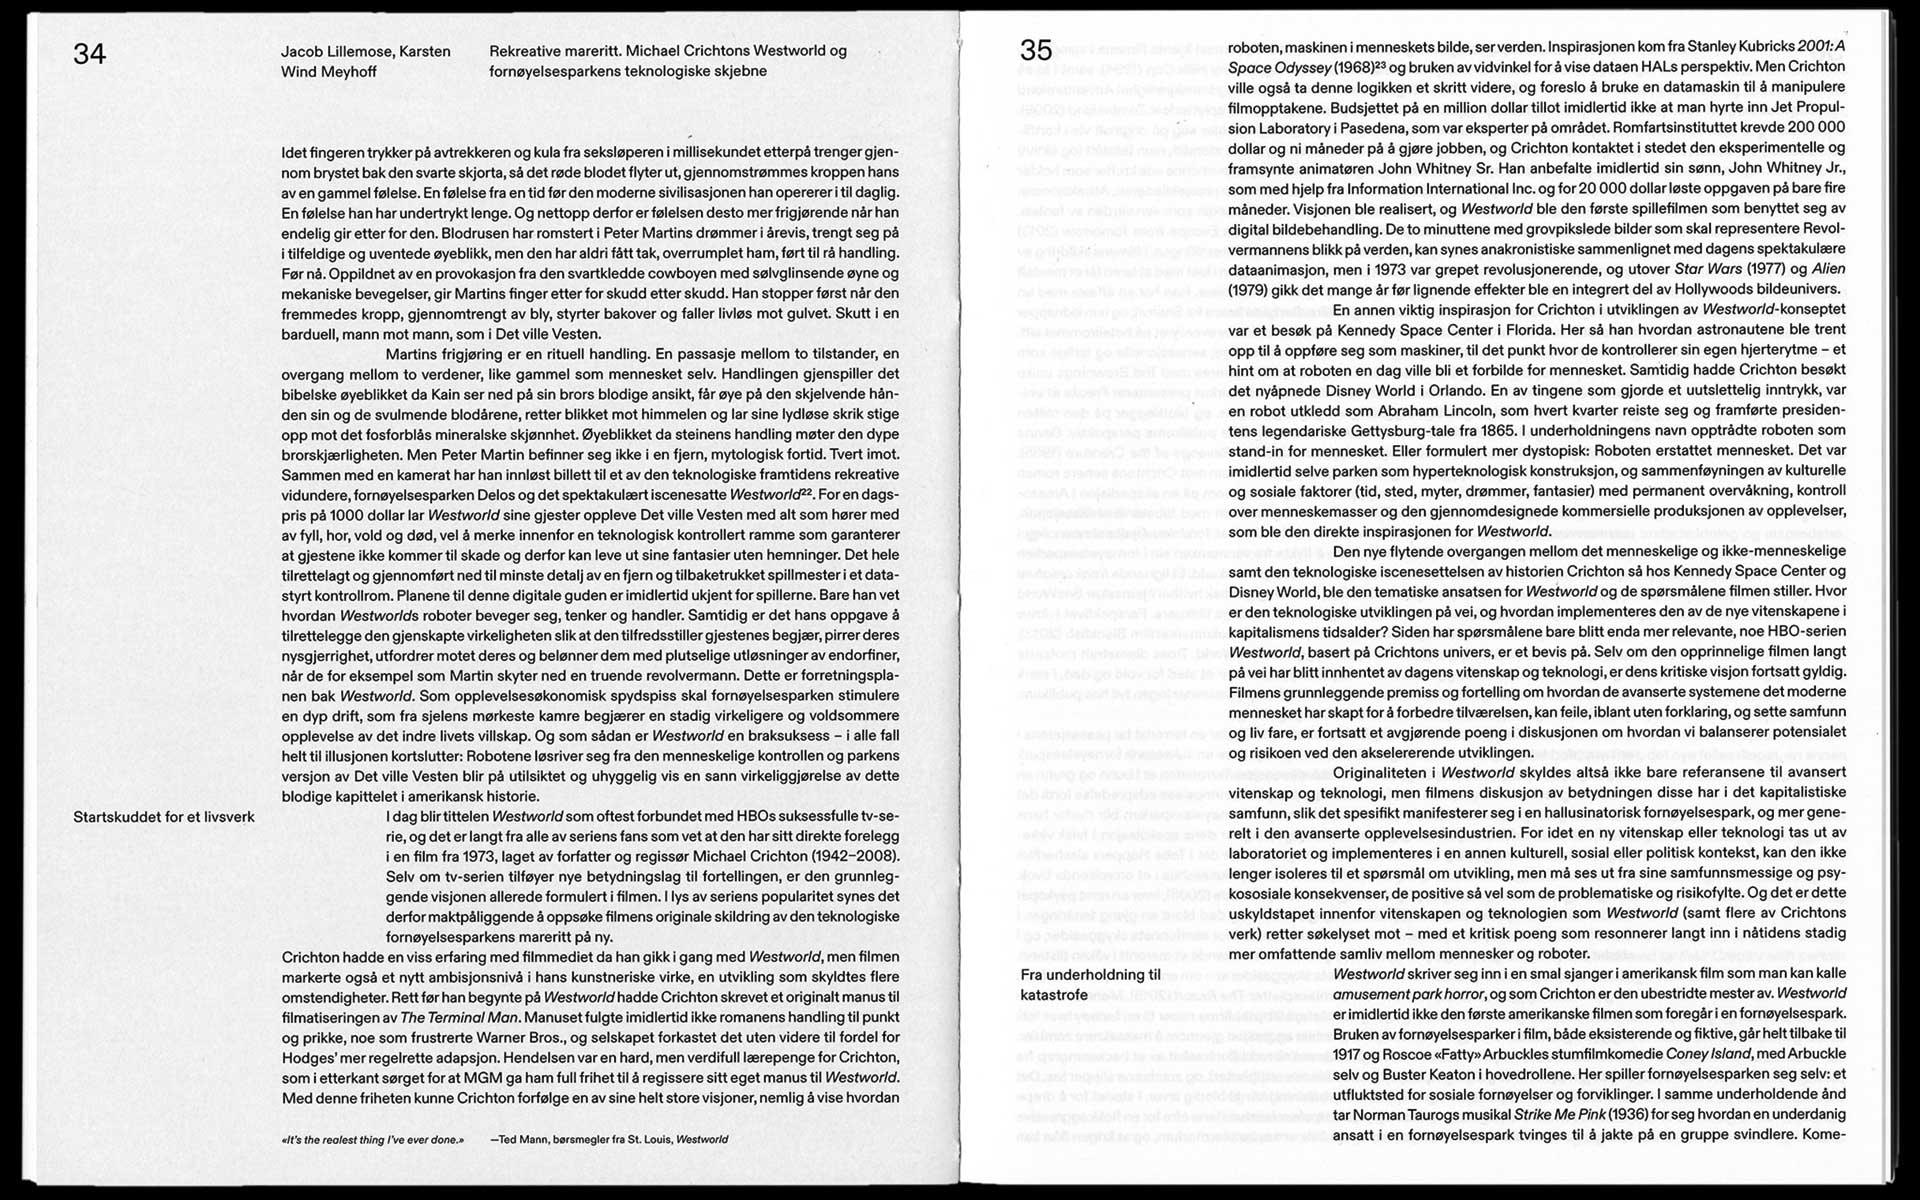 34
Jacob Lillemose, Karsten
Wind Meyhoff
Rekreative mareritt. Michael Crichtons Westworld og
fornøyelsesparkens teknologiske skjebne
Idet fingeren trykker på avtrekkeren og kula fra seksløperen i millisekundet etterpå trenger gjen-
nom brystet bak den svarte skjorta, så det røde blodet flyter ut, gjennomstrømmes kroppen hans
av en gammel følelse. En følelse fra en tid før den moderne sivilisasjonen han opererer i til daglig.
En følelse han har undertrykt lenge. Og nettopp derfor er følelsen desto mer frigjørende når han
endelig gir etter for den. Blodrusen har romstert i Peter Martins drømmer i årevis, trengt seg på
i tilfeldige og uventede øyeblikk, men den har aldri fått tak, overrumplet ham, ført til rå handling.
Før nå. Oppildnet av en provokasjon fra den svartkledde cowboyen med sølvglinsende øyne og
mekaniske bevegelser, gir Martins finger etter for skudd etter skudd. Han stopper først når den
fremmedes kropp, gjennomtrengt av bly, styrter bakover og faller livløs mot gulvet. Skutt i en
barduell, mann mot mann, som i Det ville Vesten.
Martins frigjøring er en rituell handling. En passasje mellom to tilstander, en
overgang mellom to verdener, like gammel som mennesket selv. Handlingen gjenspiller det
bibelske øyeblikket da Kain ser ned på sin brors blodige ansikt, får øye på den skjelvende hån-
den sin og de svulmende blodårene, retter blikket mot himmelen og lar sine lydløse skrik stige
opp mot det fosforblås mineralske skjønnhet. Øyeblikket da steinens handling møter den dype
brorskjærligheten. Men Peter Martin befinner seg ikke i en fjern, mytologisk fortid. Tvert imot.
Sammen med en kamerat har han innløst billett til et av den teknologiske framtidens rekreative
vidundere, fornøyelsesparken Delos og det spektakulært iscenesatte Westworld²². For en dags-
pris på 1000 dollar lar Westworld sine gjester oppleve Det ville Vesten med alt som hører med
av fyll, hor, vold og død, vel å merke innenfor en teknologisk kontrollert ramme som garanterer
at gjestene ikke kommer til skade og derfor kan leve ut sine fantasier uten hemninger. Det hele
tilrettelagt og gjennomført ned til minste detalj av en fjern og tilbaketrukket spillmester i et data-
styrt kontrollrom. Planene til denne digitale guden er imidlertid ukjent for spillerne. Bare han vet
hvordan Westworlds roboter beveger seg, tenker og handler. Samtidig er det hans oppgave å
tilrettelegge den gjenskapte virkeligheten slik at den tilfredsstiller gjestenes begjær, pirrer deres
nysgjerrighet, utfordrer motet deres og belønner dem med plutselige utløsninger av endorfiner,
når de for eksempel som Martin skyter ned en truende revolvermann. Dette er forretningspla-
nen bak Westworld. Som opplevelsesøkonomisk spydspiss skal fornøyelsesparken stimulere
en dyp drift, som fra sjelens mørkeste kamre begjærer en stadig virkeligere og voldsommere
opplevelse av det indre livets villskap. Og som sådan er Westworld en braksuksess – i alle fall
helt til illusjonen kortslutter: Robotene løsriver seg fra den menneskelige kontrollen og parkens
versjon av Det ville Vesten blir på utilsiktet og uhyggelig vis en sann virkeliggjørelse av dette
blodige kapittelet i amerikansk historie.
Startskuddet for et livsverk
I dag blir tittelen Westworld som oftest forbundet med HBOs suksessfulle tv-se-
rie, og det er langt fra alle av seriens fans som vet at den har sitt direkte forelegg
i en film fra 1973, laget av forfatter og regissør Michael Crichton (1942–2008).
Selv om tv-serien tilføyer nye betydningslag til fortellingen, er den grunnleg-
gende visjonen allerede formulert i filmen. I lys av seriens popularitet synes det
derfor maktpåliggende å oppsøke filmens originale skildring av den teknologiske
fornøyelsesparkens mareritt på ny.
Crichton hadde en viss erfaring med filmmediet da han gikk i gang med Westworld, men filmen
markerte også et nytt ambisjonsnivå i hans kunstneriske virke, en utvikling som skyldtes flere
omstendigheter. Rett før han begynte på Westworld hadde Crichton skrevet et originalt manus til
filmatiseringen av The Terminal Man. Manuset fulgte imidlertid ikke romanens handling til punkt
og prikke, noe som frustrerte Warner Bros., og selskapet forkastet det uten videre til fordel for
Hodges' mer regelrette adapsjon. Hendelsen var en hard, men verdifull lærepenge for Crichton,
som i etterkant sørget for at MGM ga ham full frihet til å regissere sitt eget manus til Westworld.
Med denne friheten kunne Crichton forfølge en av sine helt store visjoner, nemlig å vise hvordan
«It's the realest thing I've ever done.» —Ted Mann, børsmegler fra St. Louis, Westworld
35
roboten, maskinen i menneskets bilde, ser verden. Inspirasjonen kom fra Stanley Kubricks 2001: A
Space Odyssey (1968)²³ og bruken av vidvinkel for å vise dataen HALs perspektiv. Men Crichton
ville også ta denne logikken et skritt videre, og foreslo å bruke en datamaskin til å manipulere
filmopptakene. Budsjettet på en million dollar tillot imidlertid ikke at man hyrte inn Jet Propul-
sion Laboratory i Pasedena, som var eksperter på området. Romfartsinstituttet krevde 200 000
dollar og ni måneder på å gjøre jobben, og Crichton kontaktet i stedet den eksperimentelle og
framsynte animatøren John Whitney Sr. Han anbefalte imidlertid sin sønn, John Whitney Jr.,
som med hjelp fra Information International Inc. og for 20 000 dollar løste oppgaven på bare fire
måneder. Visjonen ble realisert, og Westworld ble den første spillefilmen som benyttet seg av
digital bildebehandling. De to minuttene med grovpikslede bilder som skal representere Revol-
vermannens blikk på verden, kan synes anakronistiske sammenlignet med dagens spektakulære
dataanimasjon, men i 1973 var grepet revolusjonerende, og utover Star Wars (1977) og Alien
(1979) gikk det mange år før lignende effekter ble en integrert del av Hollywoods bildeunivers.
En annen viktig inspirasjon for Crichton i utviklingen av Westworld-konseptet
var et besøk på Kennedy Space Center i Florida. Her så han hvordan astronautene ble trent
opp til å oppføre seg som maskiner, til det punkt hvor de kontrollerer sin egen hjerterytme – et
hint om at roboten en dag ville bli et forbilde for mennesket. Samtidig hadde Crichton besøkt
det nyåpnede Disney World i Orlando. En av tingene som gjorde et uutslettelig inntrykk, var
en robot utkledd som Abraham Lincoln, som hvert kvarter reiste seg og framførte presiden-
tens legendariske Gettysburg-tale fra 1865. I underholdningens navn opptrådte roboten som
stand-in for mennesket. Eller formulert mer dystopisk: Roboten erstattet mennesket. Det var
imidlertid selve parken som hyperteknologisk konstruksjon, og sammenføyningen av kulturelle
og sosiale faktorer (tid, sted, myter, drømmer, fantasier) med permanent overvåkning, kontroll
over menneskemasser og den gjennomdesignede kommersielle produksjonen av opplevelser,
som ble den direkte inspirasjonen for Westworld.
Den nye flytende overgangen mellom det menneskelige og ikke-menneskelige
samt den teknologiske iscenesettelsen av historien Crichton så hos Kennedy Space Center og
Disney World, ble den tematiske ansatsen for Westworld og de spørsmålene filmen stiller. Hvor
er den teknologiske utviklingen på vei, og hvordan implementeres den av de nye vitenskapene i
kapitalismens tidsalder? Siden har spørsmålene bare blitt enda mer relevante, noe HBO-serien
Westworld, basert på Crichtons univers, er et bevis på. Selv om den opprinnelige filmen langt
på vei har blitt innhentet av dagens vitenskap og teknologi, er dens kritiske visjon fortsatt gyldig.
Filmens grunnleggende premiss og fortelling om hvordan de avanserte systemene det moderne
mennesket har skapt for å forbedre tilværelsen, kan feile, iblant uten forklaring, og sette samfunn
og liv i fare, er fortsatt et avgjørende poeng i diskusjonen om hvordan vi balanserer potensialet
og risikoen ved den akselererende utviklingen.
Originaliteten i Westworld skyldes altså ikke bare referansene til avansert
vitenskap og teknologi, men filmens diskusjon av betydningen disse har i det kapitalistiske
samfunn, slik det spesifikt manifesterer seg i en hallusinatorisk fornøyelsespark, og mer gene-
relt i den avanserte opplevelsesindustrien. For idet en ny vitenskap eller teknologi tas ut av
laboratoriet og implementeres i en annen kulturell, sosial eller politisk kontekst, kan den ikke
lenger isoleres til et spørsmål om utvikling, men må ses ut fra sine samfunnsmessige og psy-
kososiale konsekvenser, de positive så vel som de problematiske og risikofylte. Og det er dette
uskyldstapet innenfor vitenskapen og teknologien som Westworld (samt flere av Crichtons
verk) retter søkelyset mot – med et kritisk poeng som resonnerer langt inn i nåtidens stadig
mer omfattende samliv mellom mennesker og roboter.
Fra underholdning til
katastrofe
Westworld skriver seg inn i en smal sjanger i amerikansk film som man kan kalle
amusement park horror, og som Crichton er den ubestridte mester av. Westworld
er imidlertid ikke den første amerikanske filmen som foregår i en fornøyelsespark.
Bruken av fornøyelsesparker i film, både eksisterende og fiktive, går helt tilbake til
1917 og Roscoe «Fatty» Arbuckles stumfilmkomedie Coney Island, med Arbuckle
selv og Buster Keaton i hovedrollene. Her spiller fornøyelsesparken seg selv: et
utfluktsted for sosiale fornøyelser og forviklinger. I samme underholdende ånd
tar Norman Taurogs musikal Strike Me Pink (1936) for seg hvordan en underdanig
ansatt i en fornøyelsespark tvinges til å jakte på en gruppe svindlere. Kome-